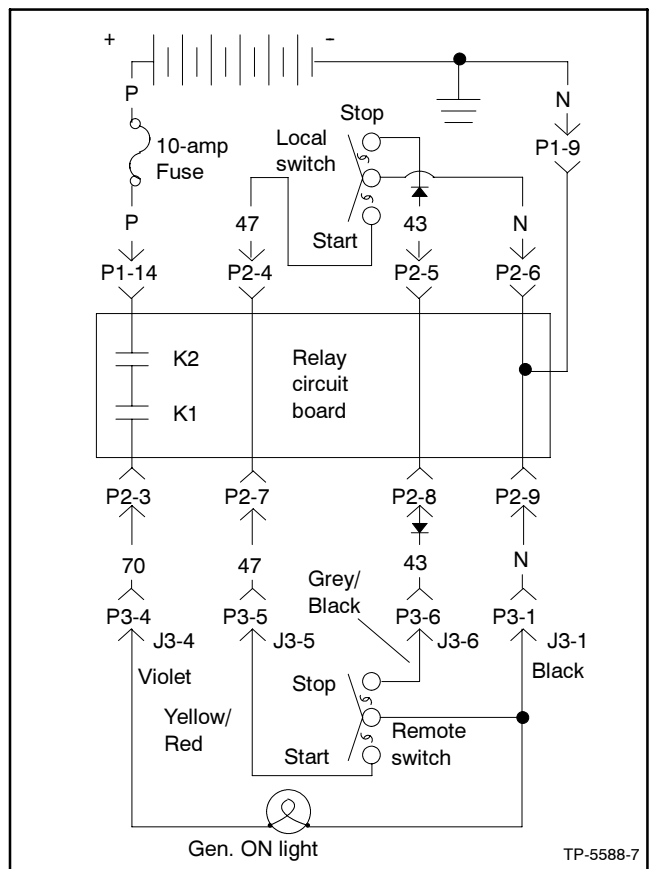 +
-
P
N
Stop
10-amp
Fuse
Local
switch
P1-9
P
47
Start
43
N
P1-14
P2-4
P2-5
P2-6
K2
Relay
circuit
board
K1
P2-3
P2-7
P2-8
P2-9
70
47
43
N
Grey/
Black
P3-4
J3-4
P3-5
J3-5
P3-6
J3-6
P3-1
J3-1
Violet
Black
Stop
Yellow/
Red
Start
Remote
switch
Gen. ON light
TP-5588-7